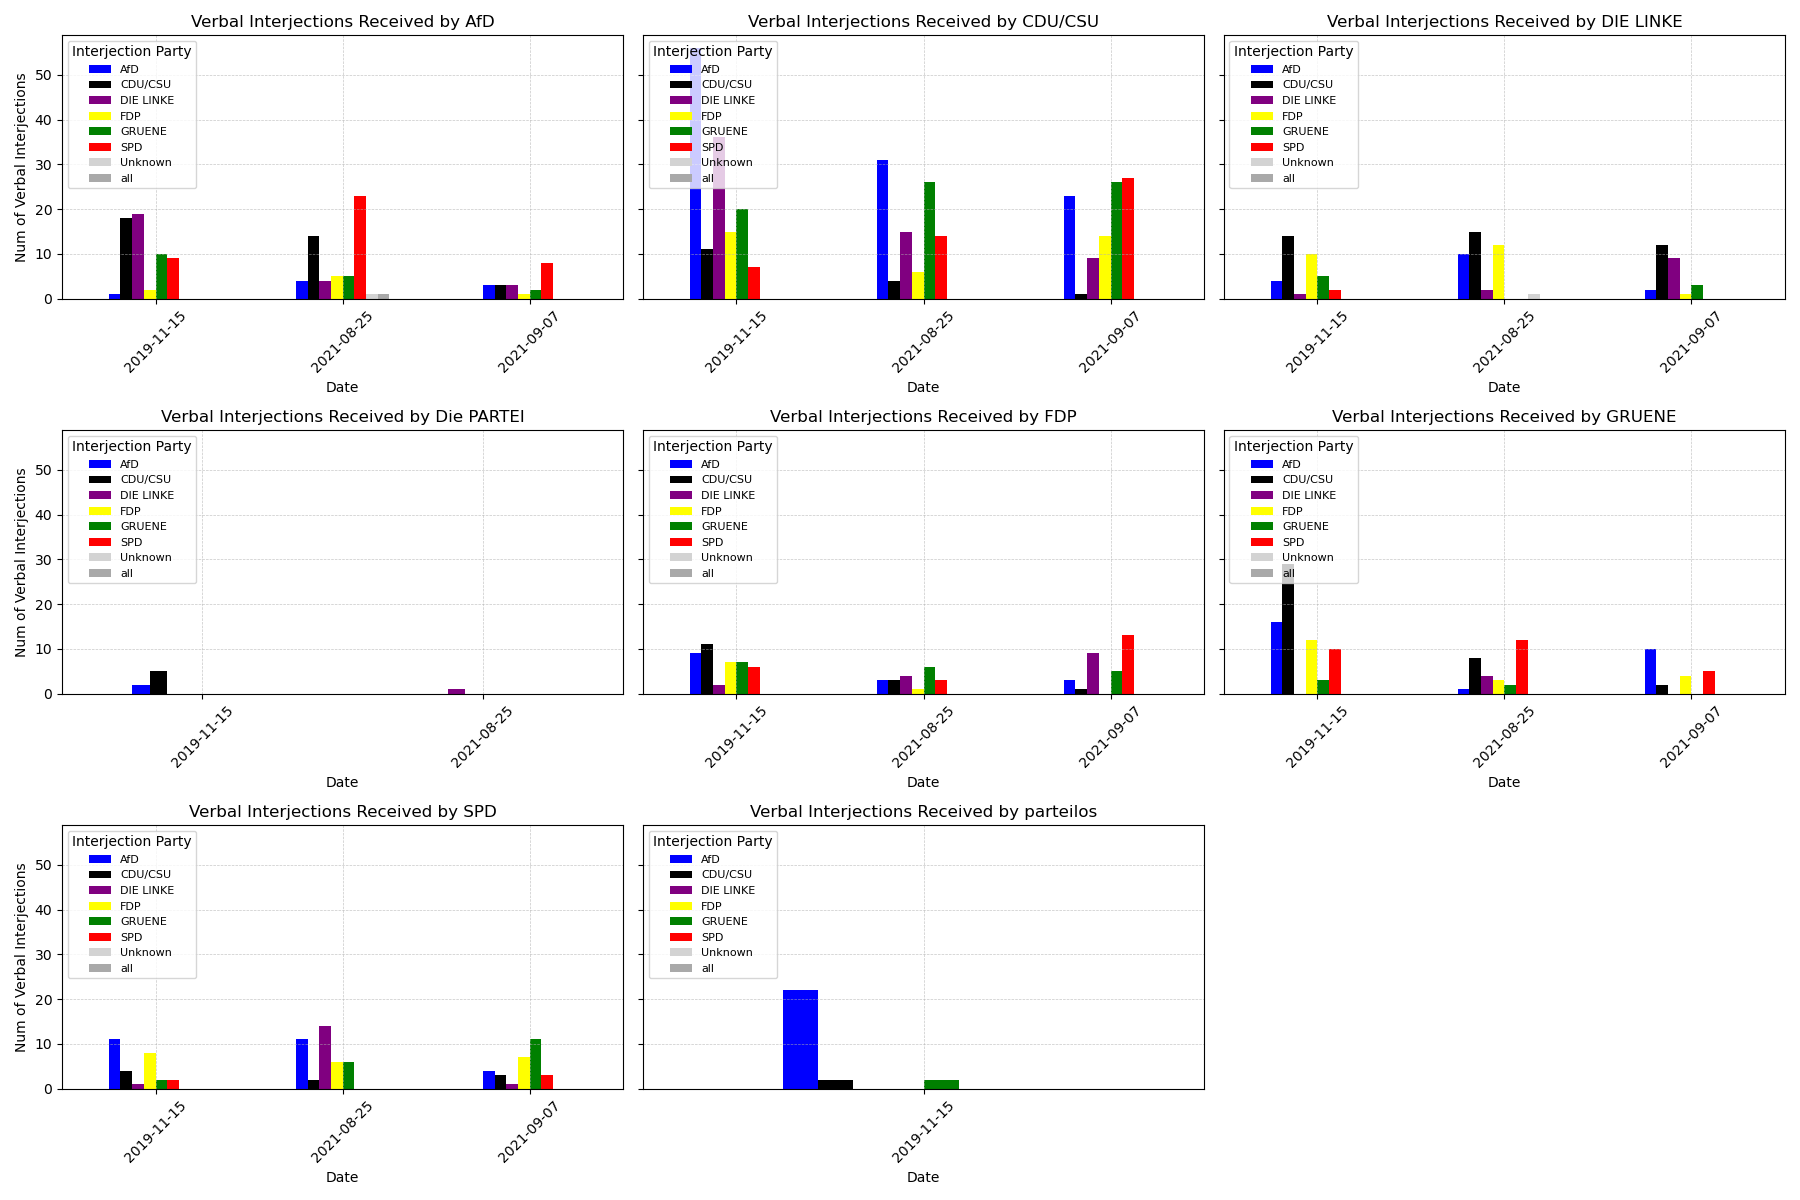 Verbal Interjections Received by AfD
Num of Verbal Interjections
50
40
30
20
10
0
Interjection Party
AfD
CDU/CSU
DIE LINKE
FDP
GRUENE
SPD
Unknown
all
2019-11-15
2021-08-25
2021-09-07
Date
Verbal Interjections Received by CDU/CSU
Interjection Party
AfD
CDU/CSU
DIE LINKE
FDP
GRUENE
SPD
Unknown
all
2019-11-15
2021-08-25
2021-09-07
Date
Verbal Interjections Received by DIE LINKE
Interjection Party
AfD
CDU/CSU
DIE LINKE
FDP
GRUENE
SPD
Unknown
all
2019-11-15
2021-08-25
2021-09-07
Date
Verbal Interjections Received by Die PARTEI
Num of Verbal Interjections
50
40
30
20
10
0
Interjection Party
AfD
CDU/CSU
DIE LINKE
FDP
GRUENE
SPD
Unknown
all
2019-11-15
2021-08-25
Date
Verbal Interjections Received by FDP
Interjection Party
AfD
CDU/CSU
DIE LINKE
FDP
GRUENE
SPD
Unknown
all
2019-11-15
2021-08-25
2021-09-07
Date
Verbal Interjections Received by GRUENE
Interjection Party
AfD
CDU/CSU
DIE LINKE
FDP
GRUENE
SPD
Unknown
all
2019-11-15
2021-08-25
2021-09-07
Date
Verbal Interjections Received by SPD
Num of Verbal Interjections
50
40
30
20
10
0
Interjection Party
AfD
CDU/CSU
DIE LINKE
FDP
GRUENE
SPD
Unknown
all
2019-11-15
2021-08-25
2021-09-07
Date
Verbal Interjections Received by parteilos
Interjection Party
AfD
CDU/CSU
DIE LINKE
FDP
GRUENE
SPD
Unknown
all
2019-11-15
Date